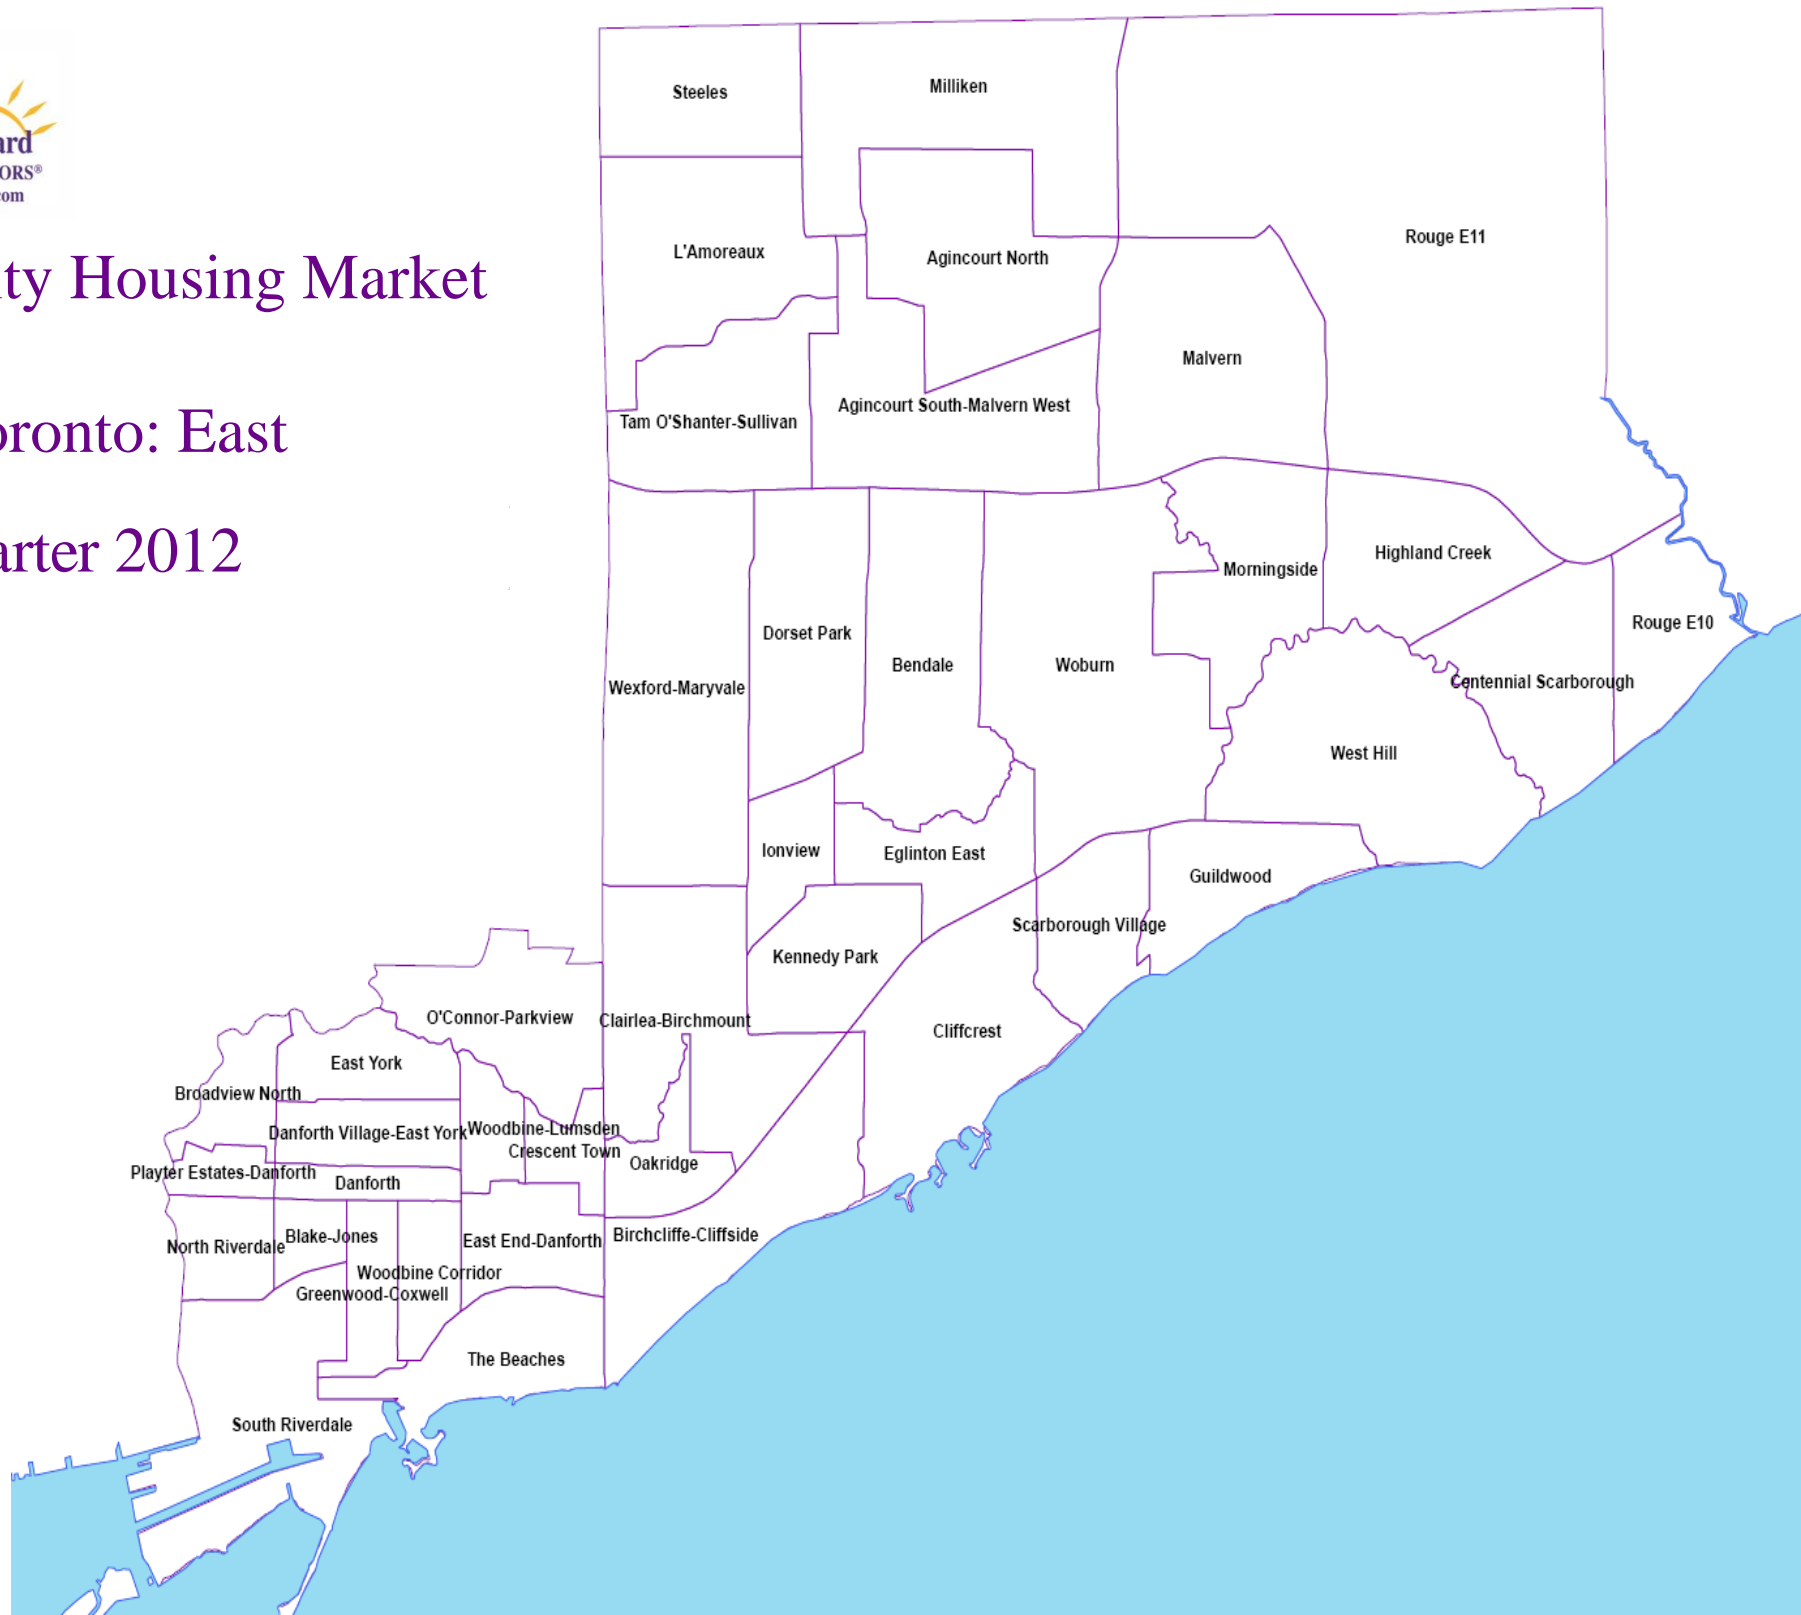 ard
ORS®
com
ity Housing Market
oronto: East
arter 2012
Steeles
Milliken
L'Amoreaux
Agincourt North
Rouge E11
Malvern
Tam O'Shanter-Sullivan
Agincourt South-Malvern West
Highland Creek
Morningside
Rouge E10
Dorset Park
Bendale
Woburn
Wexford-Maryvale
Centennial Scarborough
West Hill
Ionview
Eglinton East
Guildwood
Scarborough Village
Kennedy Park
O'Connor-Parkview
Clairlea-Birchmount
Cliffcrest
East York
Broadview North
Danforth Village-East York
Woodbine-Lumsden
Crescent Town
Oakridge
Playter Estates-Danforth
Danforth
North Riverdale
Blake-Jones
East End-Danforth
Birchcliffe-Cliffside
Woodbine Corridor
Greenwood-Coxwell
The Beaches
South Riverdale